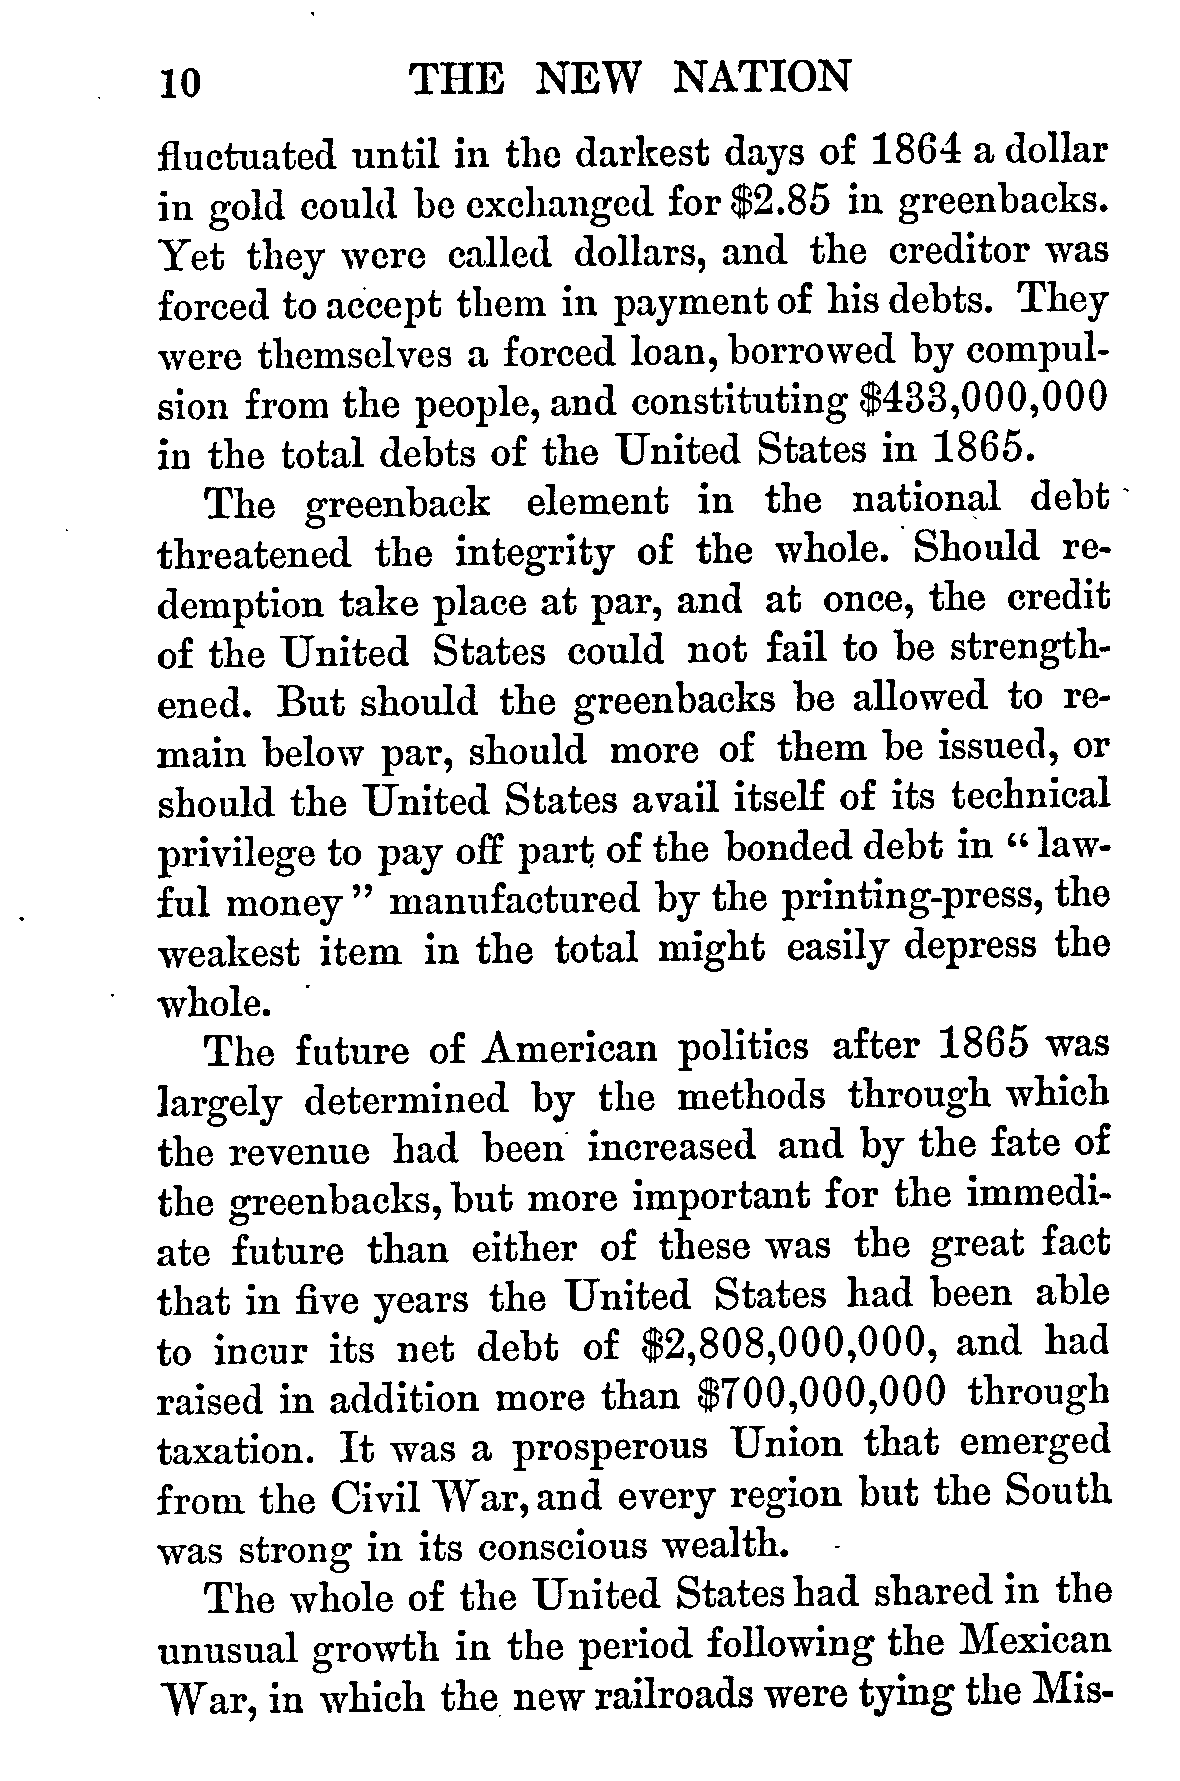 10 THE NEW NATION
fluctuated until in the darkest days of 1864 a dollar
in gold could be exchanged for $2.85 in greenbacks.
Yet they were called dollars, and the creditor was
forced to accept them in payment of his debts. They
were themselves a forced loan, borrowed by compul-
sion from the people, and constituting $433,000,000
in the total debts of the United States in 1865.
The greenback element in the national debt
threatened the integrity of the whole. Should re-
demption take place at par, and at once, the credit
of the United States could not fail to be strength-
ened. But should the greenbacks be allowed to re-
main below par, should more of them be issued, or
should the United States avail itself of its technical
privilege to pay off part of the bonded debt in “law-
ful money” manufactured by the printing-press, the
weakest item in the total might easily depress the
whole.
The future of American politics after 1865 was
largely determined by the methods through which
the revenue had been increased and by the fate of
the greenbacks, but more important for the immedi-
ate future than either of these was the great fact
that in five years the United States had been able
to incur its net debt of $2,808,000,000, and had
raised in addition more than $700,000,000 through
taxation. It was a prosperous Union that emerged
from the Civil War, and every region but the South
was strong in its conscious wealth.
The whole of the United States had shared in the
unusual growth in the period following the Mexican
War, in which the new railroads were tying the Mis-